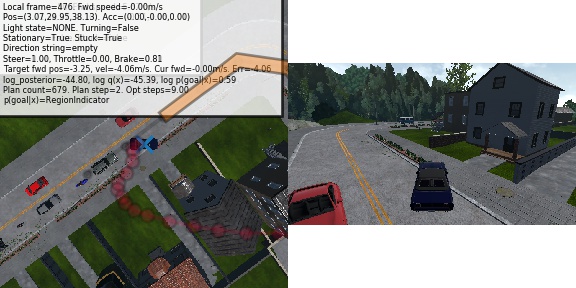 Local frame=476. Fwd speed=-0.00m/s
Pos=(3.07,29.95,38.13). Acc=(0.00,-0.00,0.00)
Light state=NONE. Turning=False
Stationary=True. Stuck=True
Direction string=empty
Steer=1.00, Throttle=0.00, Brake=0.81
Target fwd pos=-3.25, vel=-4.06m/s. Cur fwd=-0.00m/s. Err=-4.06
log_posterior=-44.80, log q(x)=-45.39, log p(goal|x)=0.59
Plan count=679. Plan step=2. Opt steps=9.00
p(goal|x)=RegionIndicator